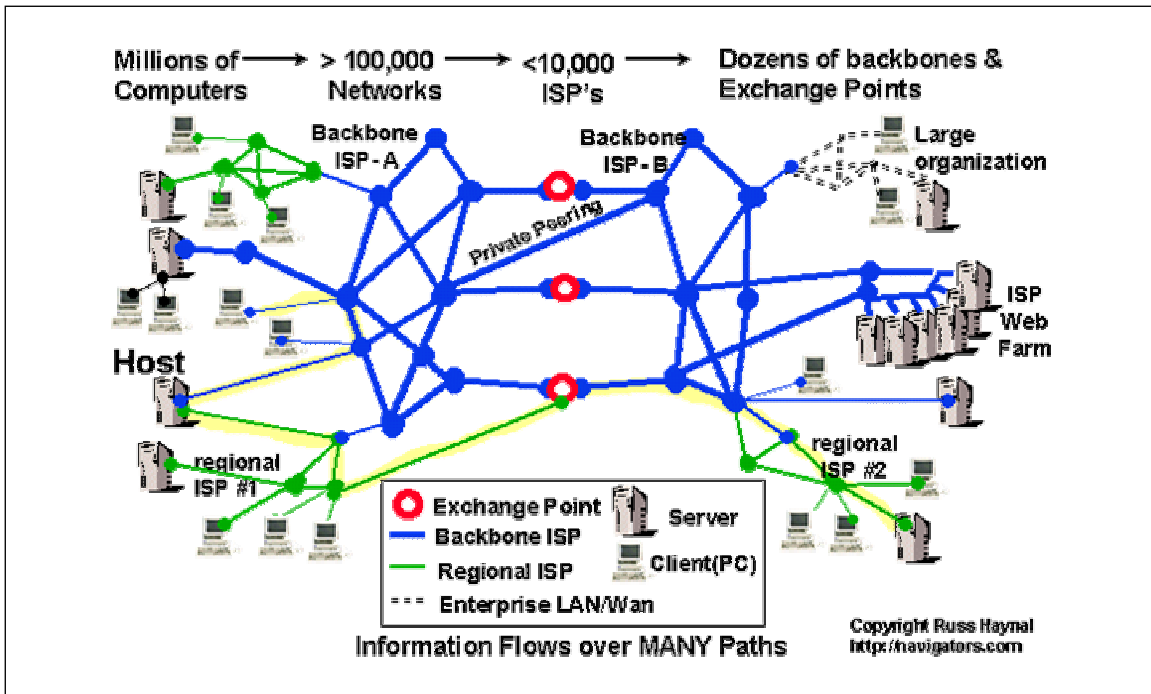 Millions of Computers → > 100,000 Networks → <10,000 ISP's → Dozens of backbones & Exchange Points
Backbone
ISP - A
Backbone
ISP - B
Large
organization
Private Peering
ISP
Web
Farm
Host
regional
ISP #1
regional
ISP #2
Exchange Point
Backbone ISP
Regional ISP
Enterprise LAN/Wan
Server
Client(PC)
Information Flows over MANY Paths
Copyright Russ Haynal
http://navigators.com